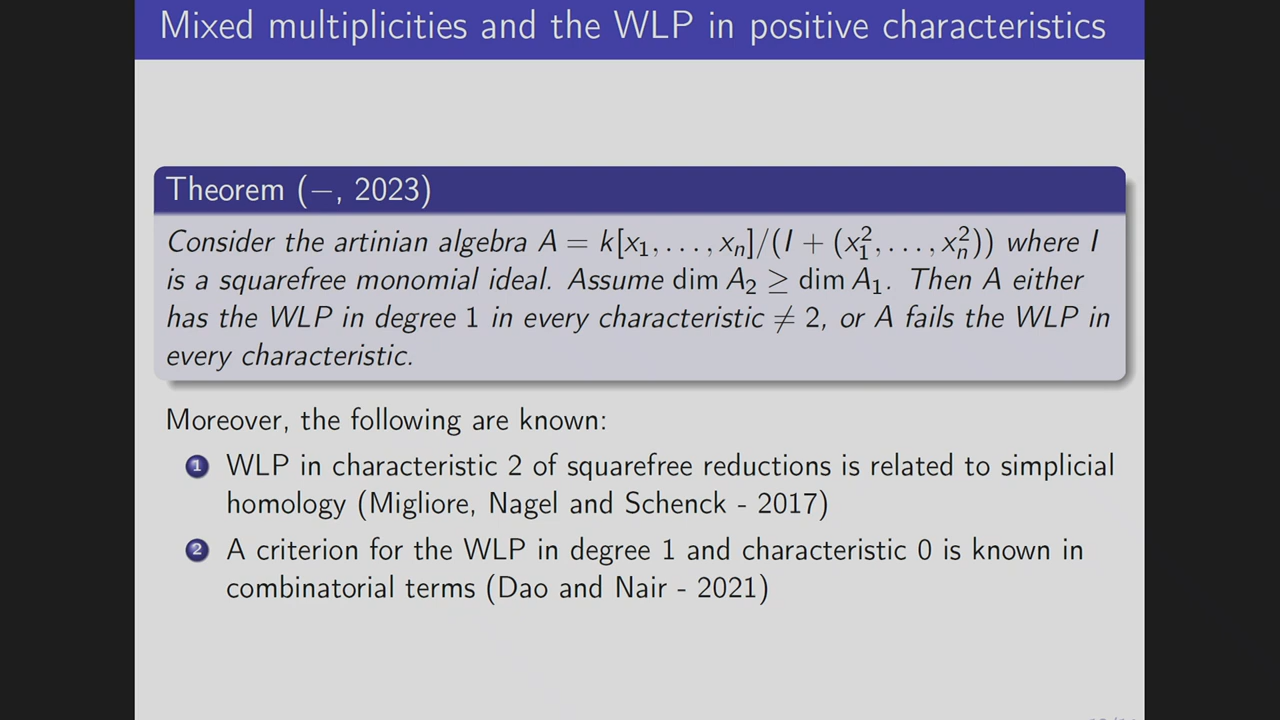 Mixed multiplicities and the WLP in positive characteristics
Theorem (−, 2023)
Consider the artinian algebra A = k[x₁, . . . , xₙ]/(I + (x₁², . . . , xₙ²)) where I
is a squarefree monomial ideal. Assume dim A₂ ≥ dim A₁. Then A either
has the WLP in degree 1 in every characteristic ≠ 2, or A fails the WLP in
every characteristic.
Moreover, the following are known:
1 WLP in characteristic 2 of squarefree reductions is related to simplicial
homology (Migliore, Nagel and Schenck - 2017)
2 A criterion for the WLP in degree 1 and characteristic 0 is known in
combinatorial terms (Dao and Nair - 2021)